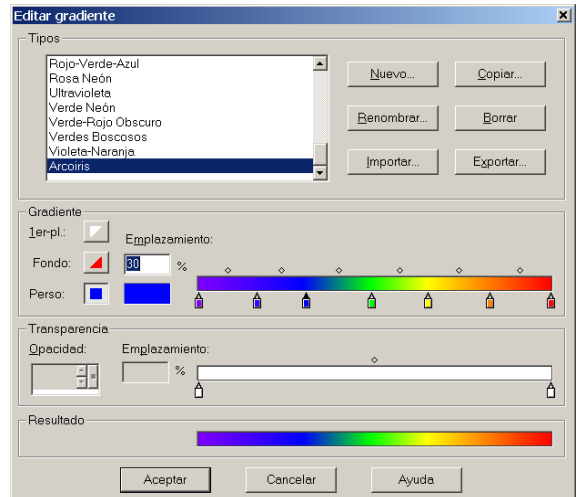 Editar gradiente
Tipos
Rojo-Verde-Azul
Rosa Neón
Ultravioleta
Verde Neón
Verde-Rojo Obscuro
Verdes Boscosos
Violeta-Naranja
Arcoiris
Nuevo... Copiar...
Renombrar... Borrar
Importar... Exportar...
Gradiente
1er-pl.: Emplazamiento:
Fondo: 30 %
Perso:
Transparencia
Opacidad: Emplazamiento:
%
Resultado
Aceptar Cancelar Ayuda